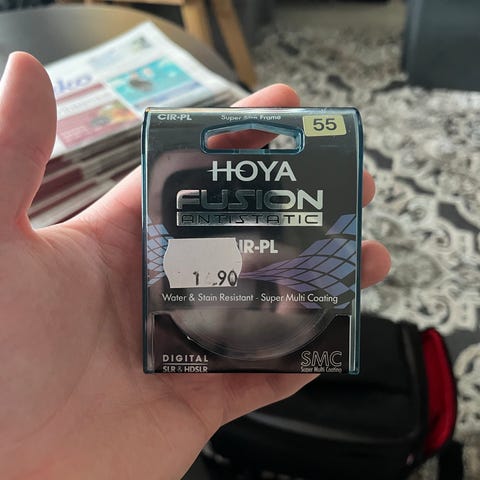 CIR-PL Super Slim Frame 55
HOYA
FUSION
ANTISTATIC
IR-PL
Water & Stain Resistant - Super Multi Coating
DIGITAL SMC
SLR & HDSLR Super Multi Coating